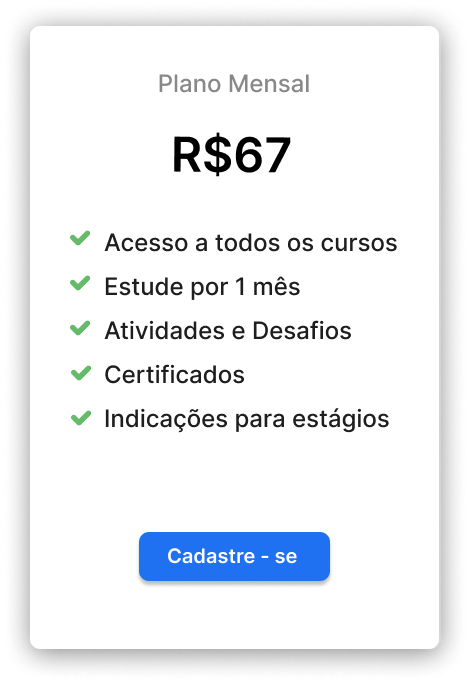 Plano Mensal
R$67
Acesso a todos os cursos
Estude por 1 mês
Atividades e Desafios
Certificados
Indicações para estágios
Cadastre - se